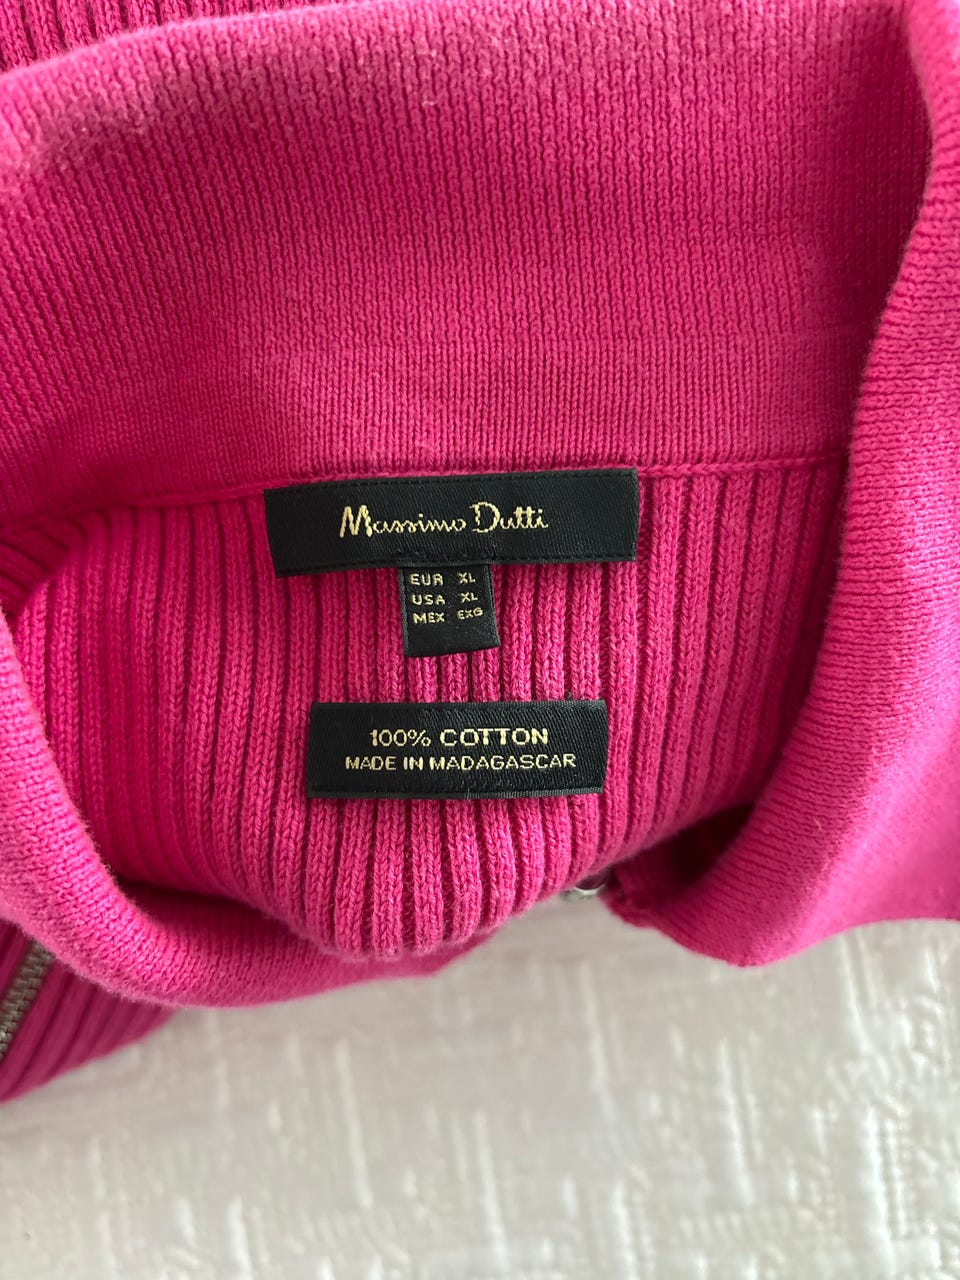 Massimo Dutti
EUR XL
USA XL
MEX EXG
100% COTTON
MADE IN MADAGASCAR